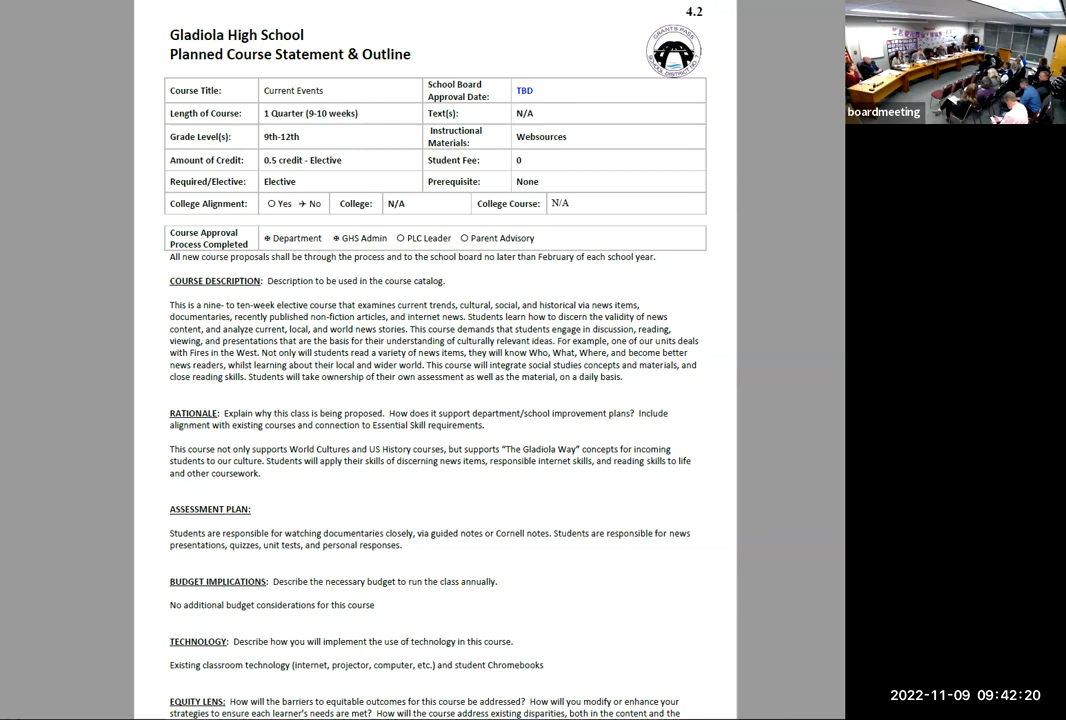 4.2
Gladiola High School
Planned Course Statement & Outline
GRANTS PASS
SCHOOL DISTRICT NO. 7
Course Title: Current Events School Board Approval Date: TBD
Length of Course: 1 Quarter (9-10 weeks) Text(s): N/A
Grade Level(s): 9th-12th Instructional Materials: Websources
Amount of Credit: 0.5 credit - Elective Student Fee: 0
Required/Elective: Elective Prerequisite: None
College Alignment: Yes No College: N/A College Course: N/A
Course Approval Process Completed Department GHS Admin PLC Leader Parent Advisory
All new course proposals shall be through the process and to the school board no later than February of each school year.
COURSE DESCRIPTION: Description to be used in the course catalog.
This is a nine- to ten-week elective course that examines current trends, cultural, social, and historical via news items,
documentaries, recently published non-fiction articles, and internet news. Students learn how to discern the validity of news
content, and analyze current, local, and world news stories. This course demands that students engage in discussion, reading,
viewing, and presentations that are the basis for their understanding of culturally relevant ideas. For example, one of our units deals
with Fires in the West. Not only will students read a variety of news items, they will know Who, What, Where, and become better
news readers, whilst learning about their local and wider world. This course will integrate social studies concepts and materials, and
close reading skills. Students will take ownership of their own assessment as well as the material, on a daily basis.
RATIONALE: Explain why this class is being proposed. How does it support department/school improvement plans? Include
alignment with existing courses and connection to Essential Skill requirements.
This course not only supports World Cultures and US History courses, but supports “The Gladiola Way” concepts for incoming
students to our culture. Students will apply their skills of discerning news items, responsible internet skills, and reading skills to life
and other coursework.
ASSESSMENT PLAN:
Students are responsible for watching documentaries closely, via guided notes or Cornell notes. Students are responsible for news
presentations, quizzes, unit tests, and personal responses.
BUDGET IMPLICATIONS: Describe the necessary budget to run the class annually.
No additional budget considerations for this course
TECHNOLOGY: Describe how you will implement the use of technology in this course.
Existing classroom technology (internet, projector, computer, etc.) and student Chromebooks
EQUITY LENS: How will the barriers to equitable outcomes for this course be addressed? How will you modify or enhance your
strategies to ensure each learner's needs are met? How will the course address existing disparities, both in the content and the
boardmeeting
2022-11-09 09:42:20